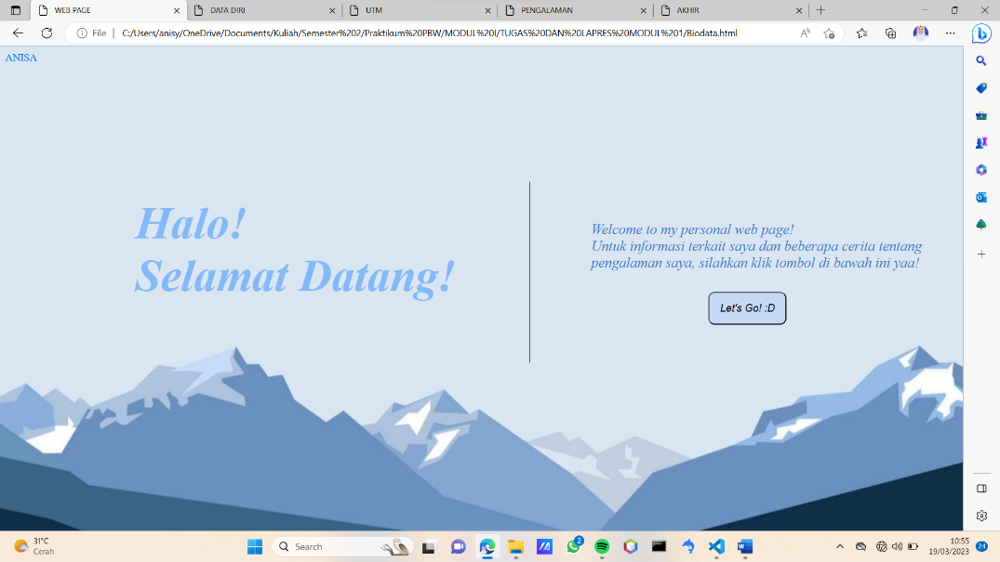 WEB PAGE
DATA DIRI
UTM
PENGALAMAN
AKHIR
File
C:/Users/anisy/OneDrive/Documents/Kuliah/Semester%202/Praktikum%20PBW/MODUL%20I/TUGAS%20DAN%20LAPRES%20MODUL%201/Biodata.html
ANISA
Halo!
Selamat Datang!
Welcome to my personal web page!
Untuk informasi terkait saya dan beberapa cerita tentang
pengalaman saya, silahkan klik tombol di bawah ini yaa!
Let's Go! :D
31°C
Cerah
Search
2
10:55
19/03/2023
24